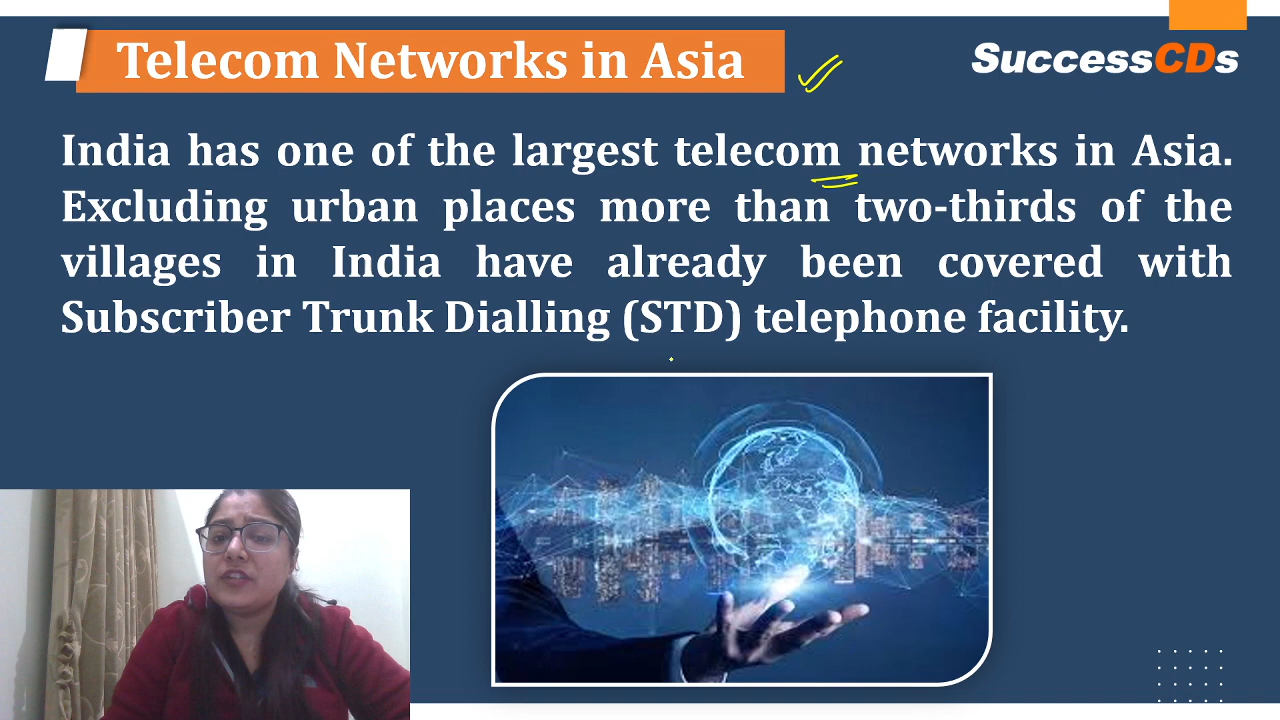 Telecom Networks in Asia
SuccessCDs
India has one of the largest telecom networks in Asia.
Excluding urban places more than two-thirds of the
villages in India have already been covered with
Subscriber Trunk Dialling (STD) telephone facility.